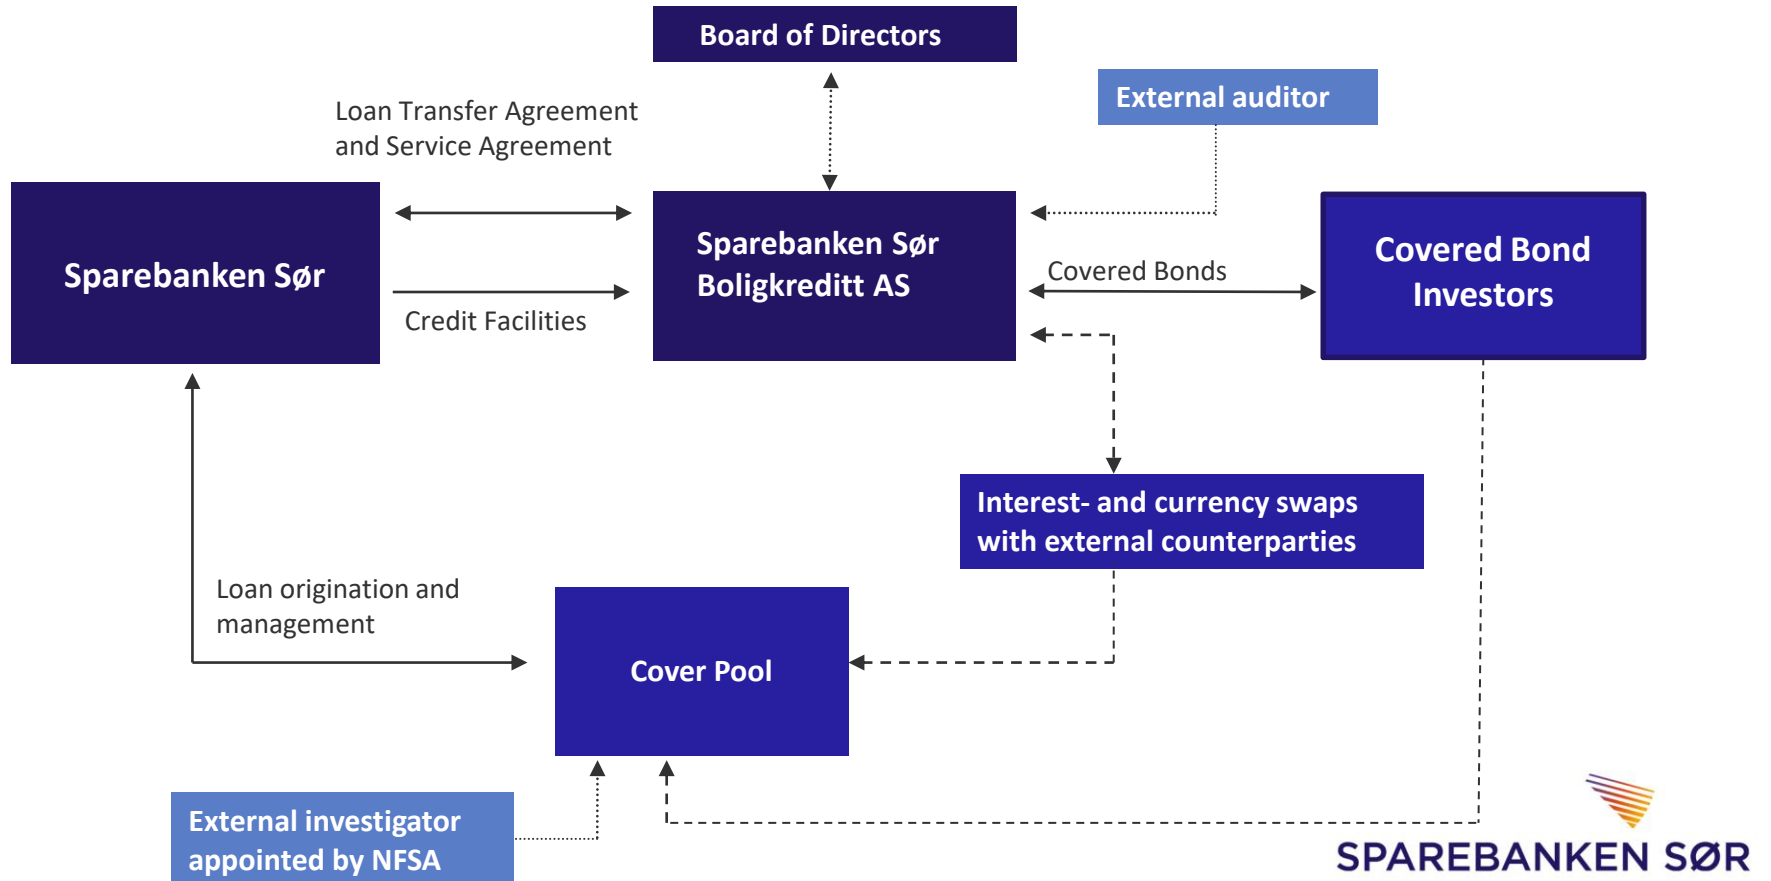 Board of Directors
External auditor
Loan Transfer Agreement
and Service Agreement
Sparebanken Sør
Sparebanken Sør
Boligkreditt AS
Covered Bonds
Covered Bond
Investors
Credit Facilities
Interest- and currency swaps
with external counterparties
Loan origination and
management
Cover Pool
External investigator
appointed by NFSA
SPAREBANKEN SØR